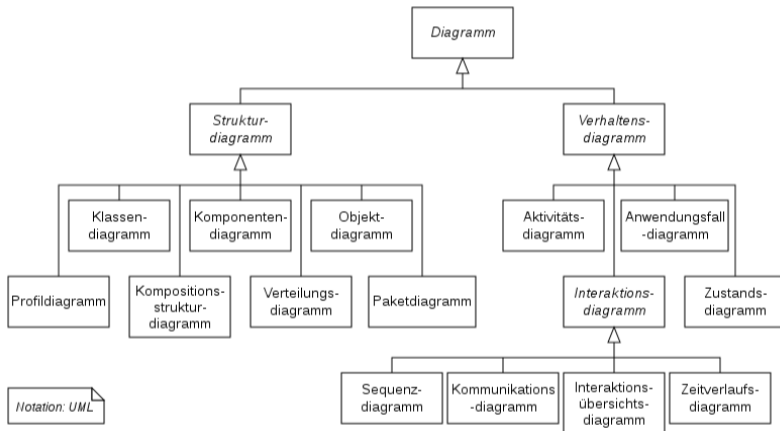 Diagramm
Struktur-
diagramm
Verhaltens-
diagramm
Klassen-
diagramm
Komponenten-
diagramm
Objekt-
diagramm
Aktivitäts-
diagramm
Anwendungsfall
-diagramm
Profildiagramm
Kompositions-
struktur-
diagramm
Verteilungs-
diagramm
Paketdiagramm
Interaktions-
diagramm
Zustands-
diagramm
Sequenz-
diagramm
Kommunikations
-diagramm
Interaktions-
übersichts-
diagramm
Zeitverlaufs-
diagramm
Notation: UML